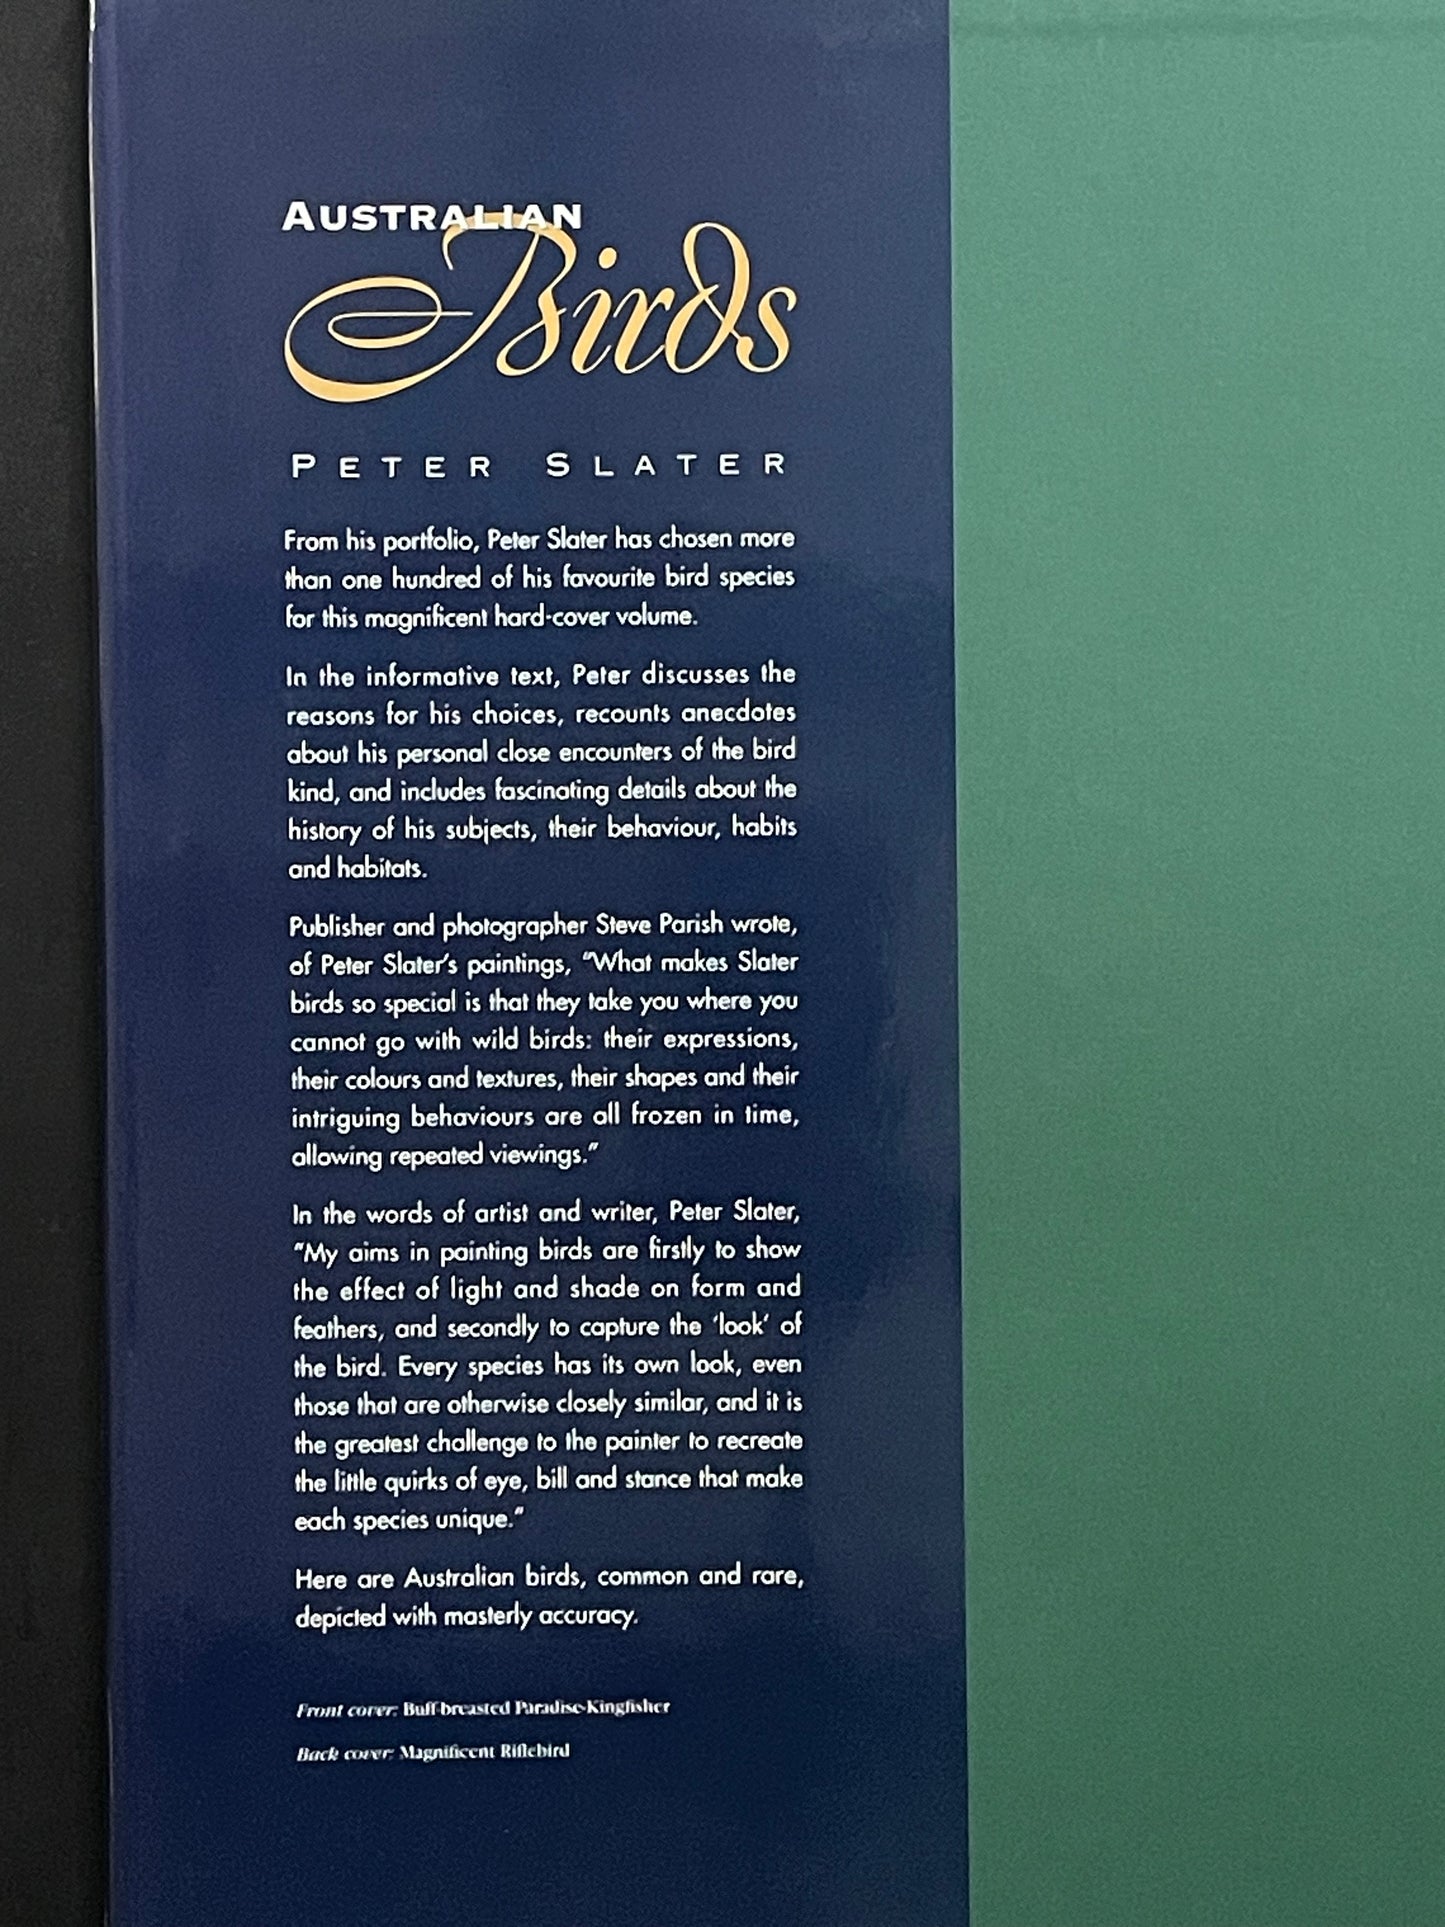 AUSTRALIAN
Birds
PETER SLATER
From his portfolio, Peter Slater has chosen more
than one hundred of his favourite bird species
for this magnificent hard-cover volume.
In the informative text, Peter discusses the
reasons for his choices, recounts anecdotes
about his personal close encounters of the bird
kind, and includes fascinating details about the
history of his subjects, their behaviour, habits
and habitats.
Publisher and photographer Steve Parish wrote,
of Peter Slater's paintings, "What makes Slater
birds so special is that they take you where you
cannot go with wild birds: their expressions,
their colours and textures, their shapes and their
intriguing behaviours are all frozen in time,
allowing repeated viewings."
In the words of artist and writer, Peter Slater,
"My aims in painting birds are firstly to show
the effect of light and shade on form and
feathers, and secondly to capture the 'look' of
the bird. Every species has its own look, even
those that are otherwise closely similar, and it is
the greatest challenge to the painter to recreate
the little quirks of eye, bill and stance that make
each species unique."
Here are Australian birds, common and rare,
depicted with masterly accuracy.
Front cover: Buff-breasted Paradise-Kingfisher
Back cover: Magnificent Riflebird